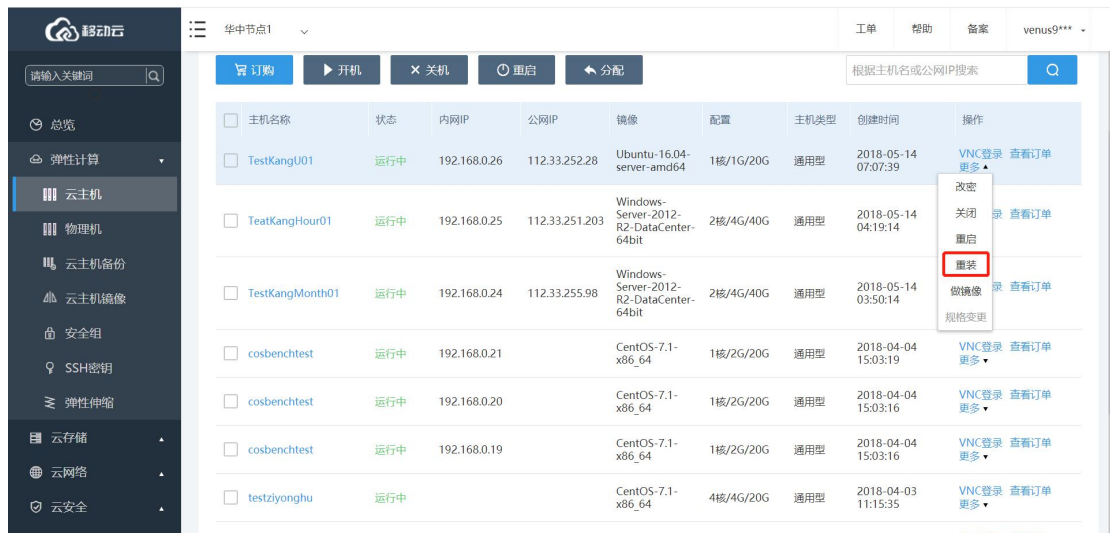 移动云
华中节点1
工单 帮助 备案 venus9***
请输入关键词
订购 开机 关机 重启 分配
根据主机名或公网IP搜索
总览
弹性计算
云主机
物理机
云主机备份
云主机镜像
安全组
SSH密钥
弹性伸缩
云存储
云网络
云安全
主机名称 状态 内网IP 公网IP 镜像 配置 主机类型 创建时间 操作
TestKangU01 运行中 192.168.0.26 112.33.252.28 Ubuntu-16.04- 1核/1G/20G 通用型 2018-05-14 VNC登录 查看订单
server-amd64 07:07:39 更多
改密
关闭
重启
重装
做镜像
规格变更
Windows-
TeatKangHour01 运行中 192.168.0.25 112.33.251.203 Server-2012- 2核/4G/40G 通用型 2018-05-14 录 查看订单
R2-DataCenter- 04:19:14
64bit
Windows-
TestKangMonth01 运行中 192.168.0.24 112.33.255.98 Server-2012- 2核/4G/40G 通用型 2018-05-14 录 查看订单
R2-DataCenter- 03:50:14
64bit
cosbenchtest 运行中 192.168.0.21 CentOS-7.1- 1核/2G/20G 通用型 2018-04-04 VNC登录 查看订单
x86_64 15:03:19 更多
cosbenchtest 运行中 192.168.0.20 CentOS-7.1- 1核/2G/20G 通用型 2018-04-04 VNC登录 查看订单
x86_64 15:03:16 更多
cosbenchtest 运行中 192.168.0.19 CentOS-7.1- 1核/2G/20G 通用型 2018-04-04 VNC登录 查看订单
x86_64 15:03:16 更多
testziyonghu 运行中 CentOS-7.1- 4核/4G/20G 通用型 2018-04-03 VNC登录 查看订单
x86_64 11:15:35 更多